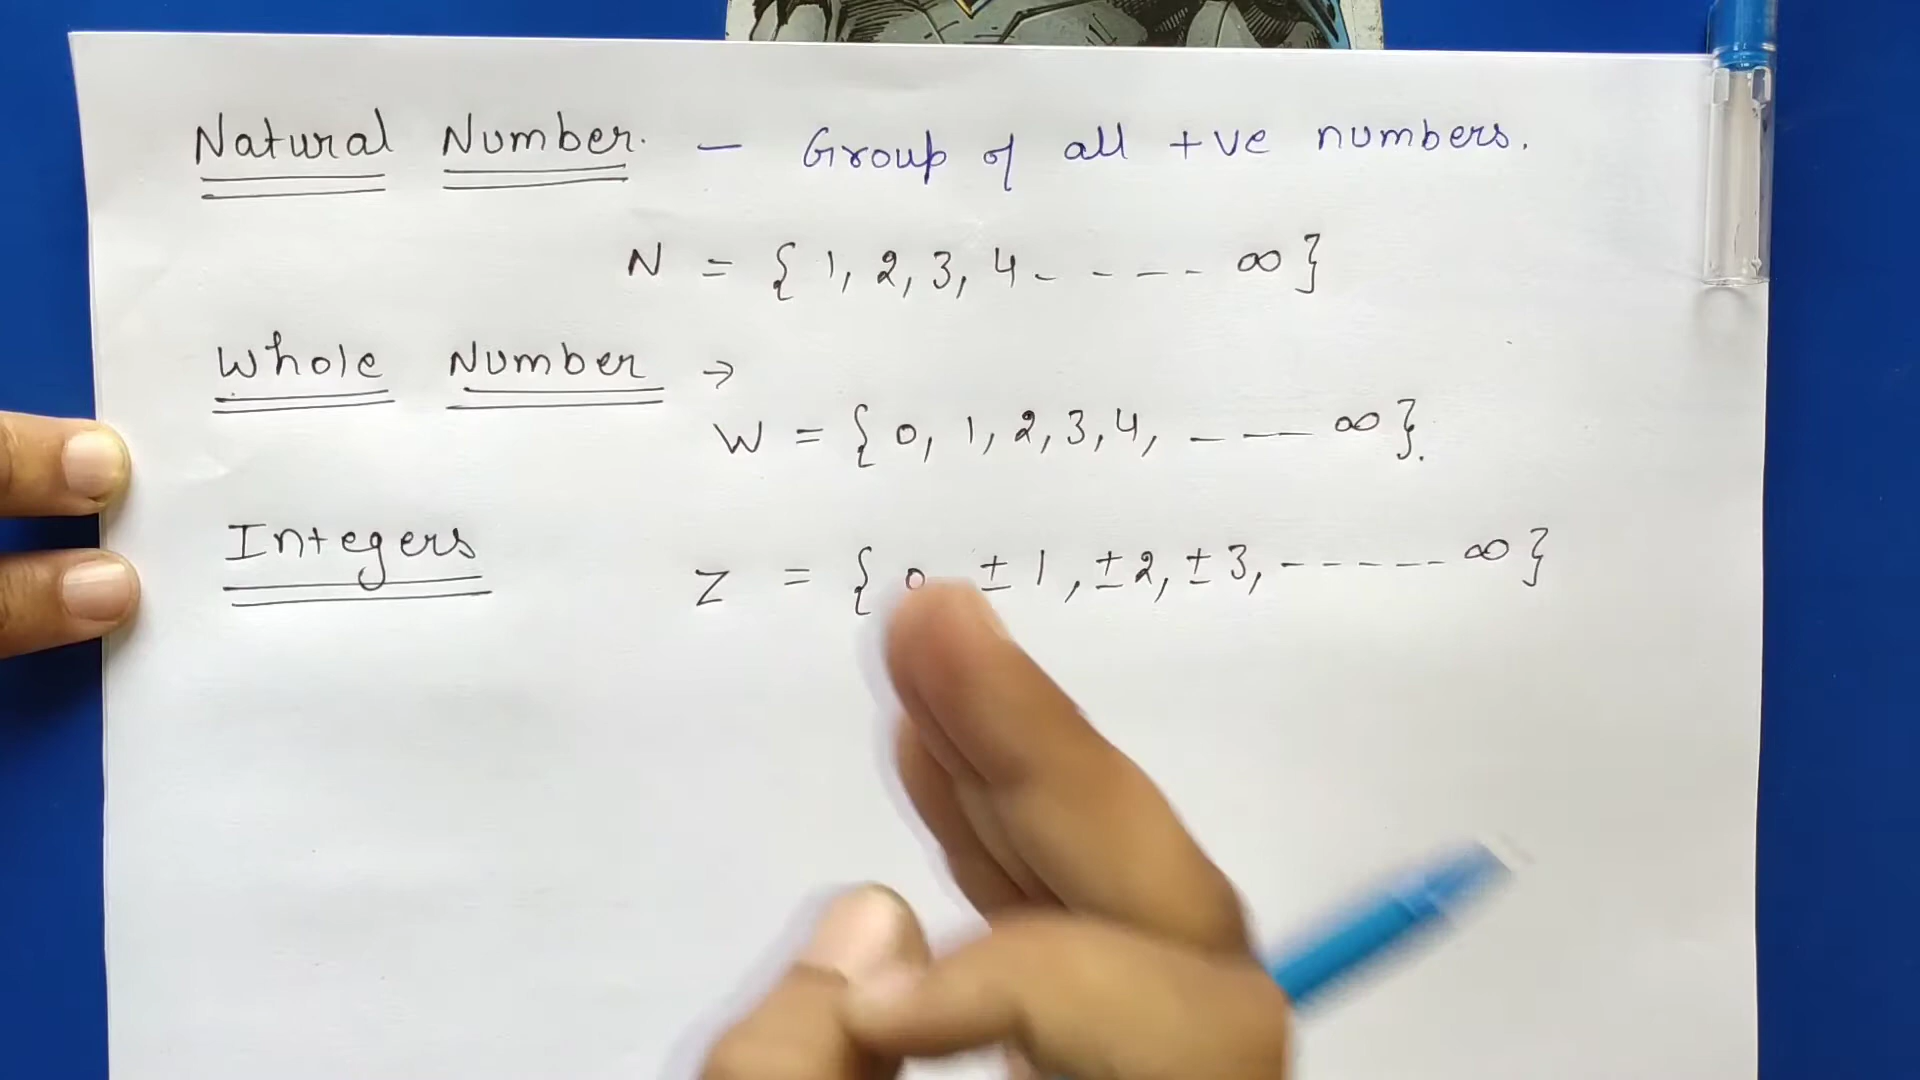 Natural Number. — Group of all +ve numbers.
N = { 1, 2, 3, 4 - - - - - ∞ }
Whole Number →
W = { 0, 1, 2, 3, 4, - - - ∞ }.
Integers Z = { 0, ± 1, ± 2, ± 3, - - - - - - ∞ }